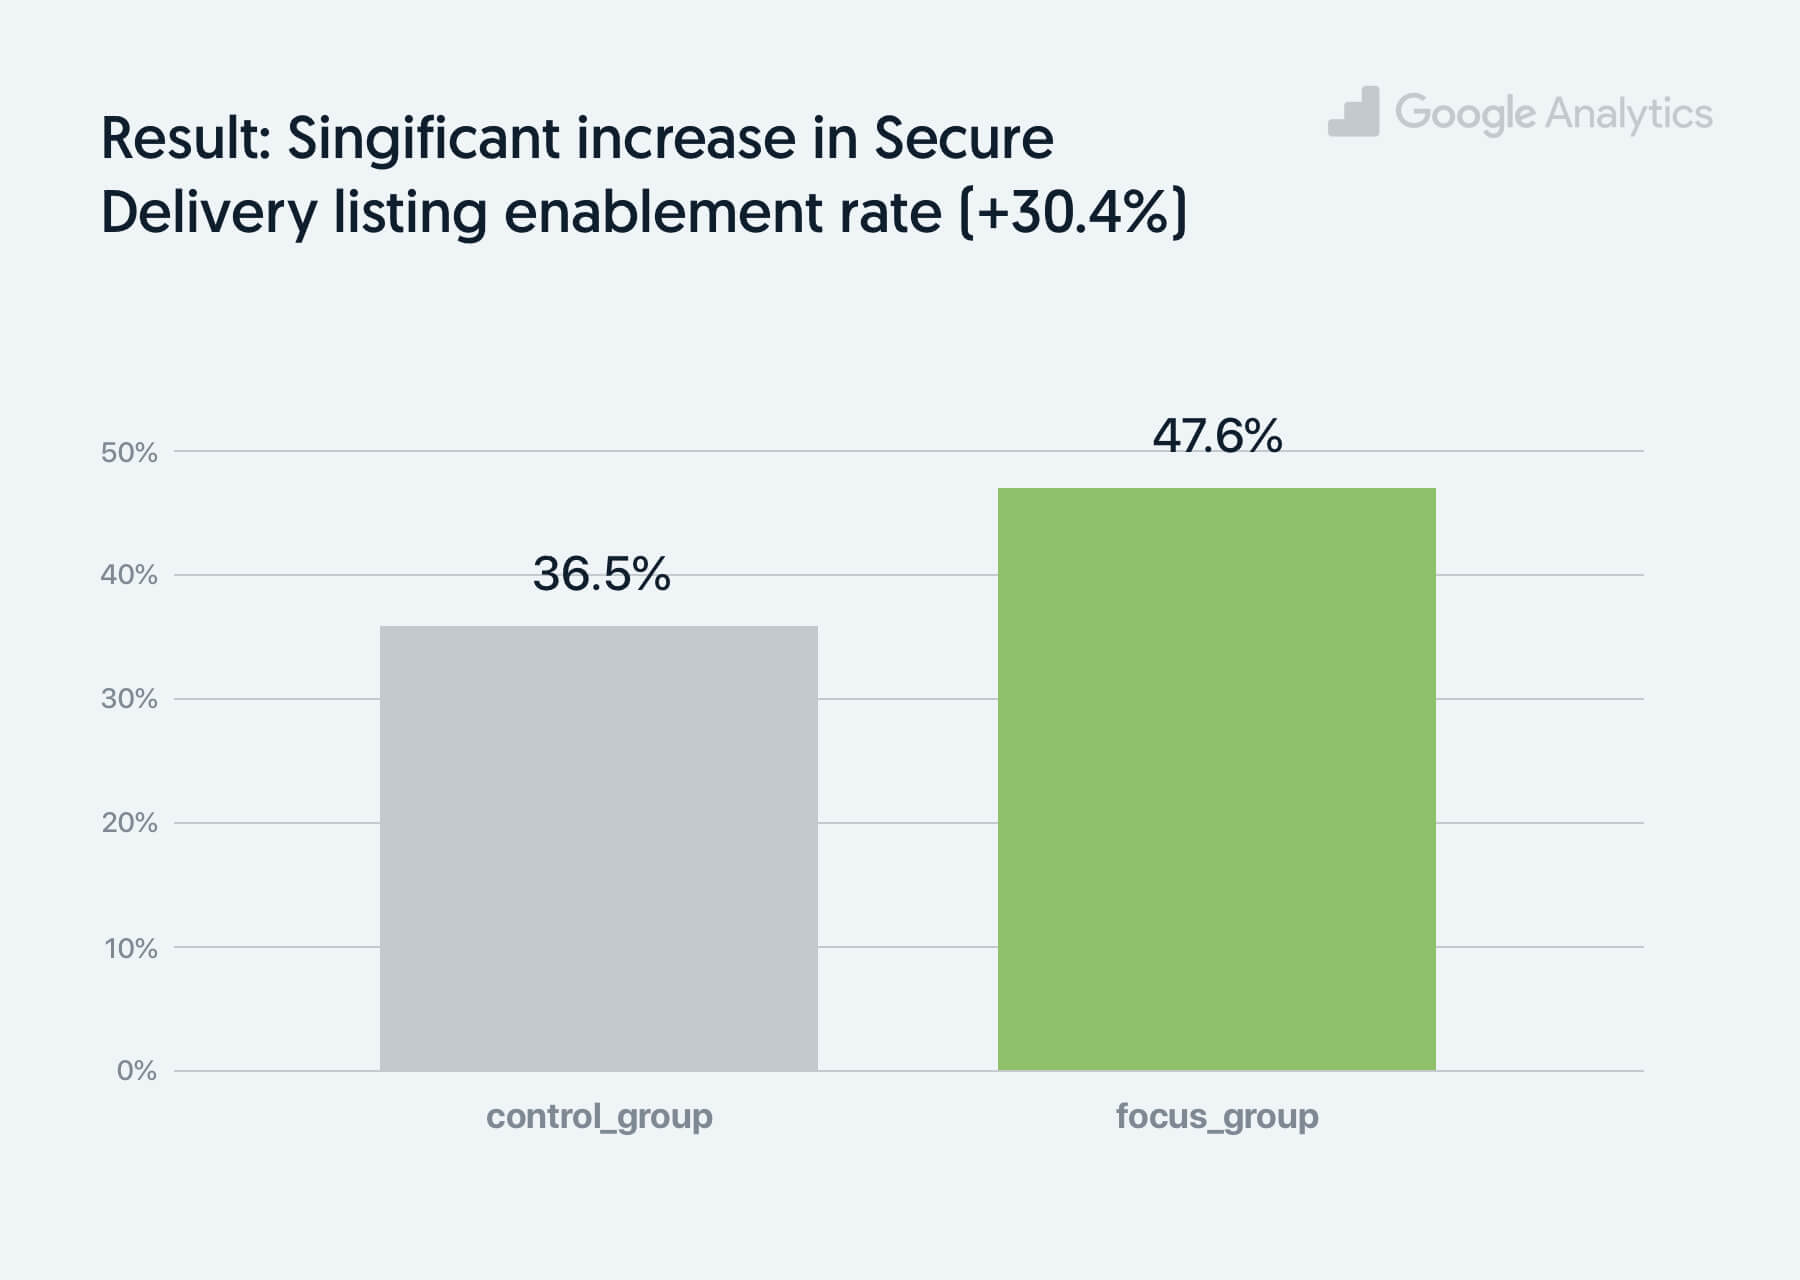 Result: Singificant increase in Secure
Delivery listing enablement rate (+30.4%)
Google Analytics
50%
47.6%
40%
36.5%
30%
20%
10%
0%
control_group
focus_group